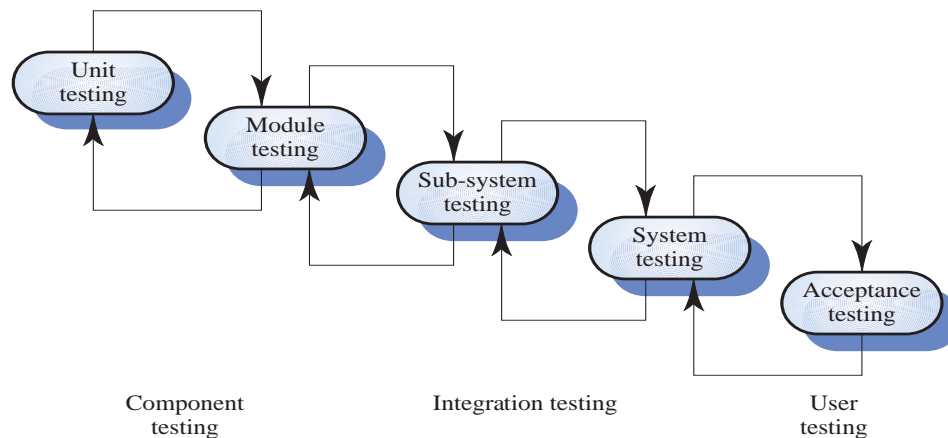 Unit
testing
Module
testing
Sub-system
testing
System
testing
Acceptance
testing
Component
testing
Integration testing
User
testing